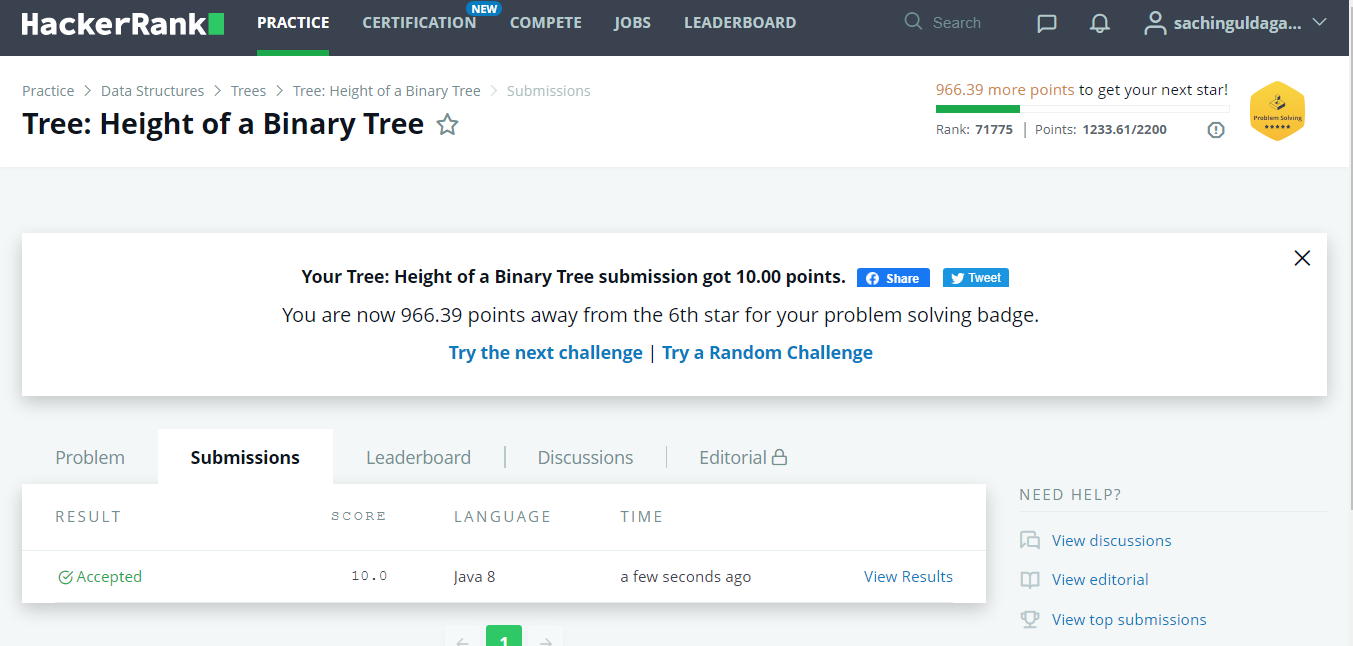 HackerRank PRACTICE CERTIFICATION NEW COMPETE JOBS LEADERBOARD Search sachinguldaga...
Practice > Data Structures > Trees > Tree: Height of a Binary Tree > Submissions
Tree: Height of a Binary Tree
966.39 more points to get your next star!
Rank: 71775 | Points: 1233.61/2200
Problem Solving
Your Tree: Height of a Binary Tree submission got 10.00 points. Share Tweet
You are now 966.39 points away from the 6th star for your problem solving badge.
Try the next challenge | Try a Random Challenge
Problem Submissions Leaderboard Discussions Editorial
RESULT SCORE LANGUAGE TIME
Accepted 10.0 Java 8 a few seconds ago View Results
1
NEED HELP?
View discussions
View editorial
View top submissions